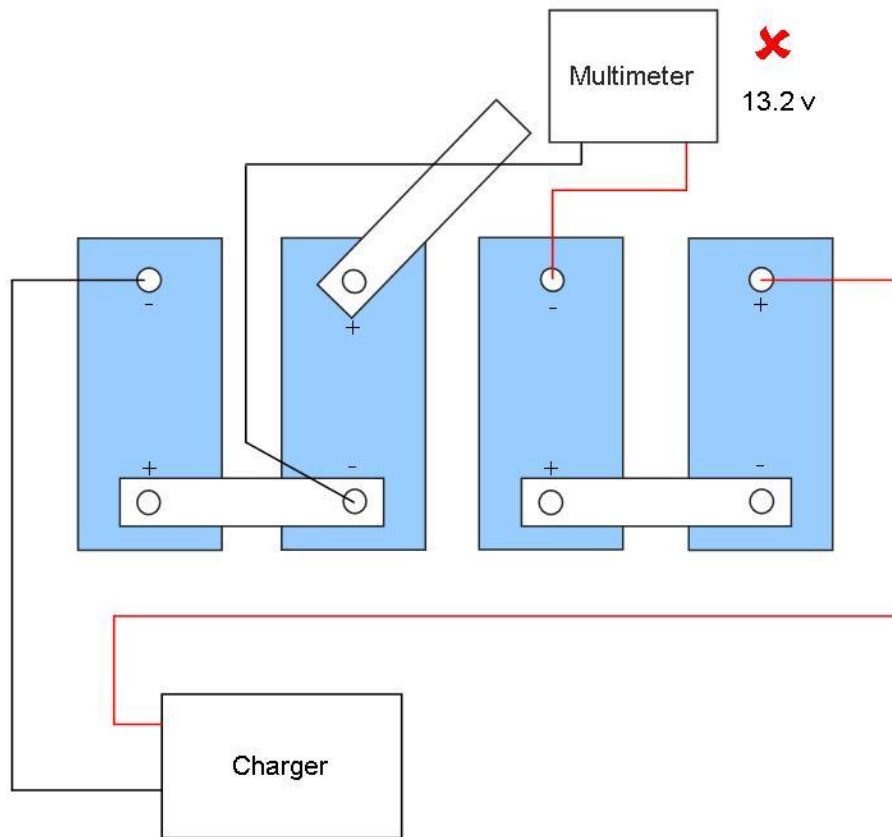 Multimeter
13.2 v
- + - +
+ - + -
Charger